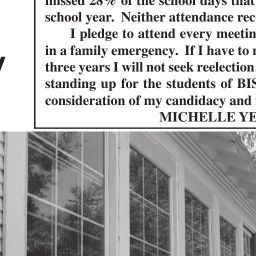 missed 28% of the school days that
school year. Neither attendance rec
I pledge to attend every meetin
in a family emergency. If I have to
three years I will not seek reelection.
standing up for the students of BIS
consideration of my candidacy and
MICHELLE YE